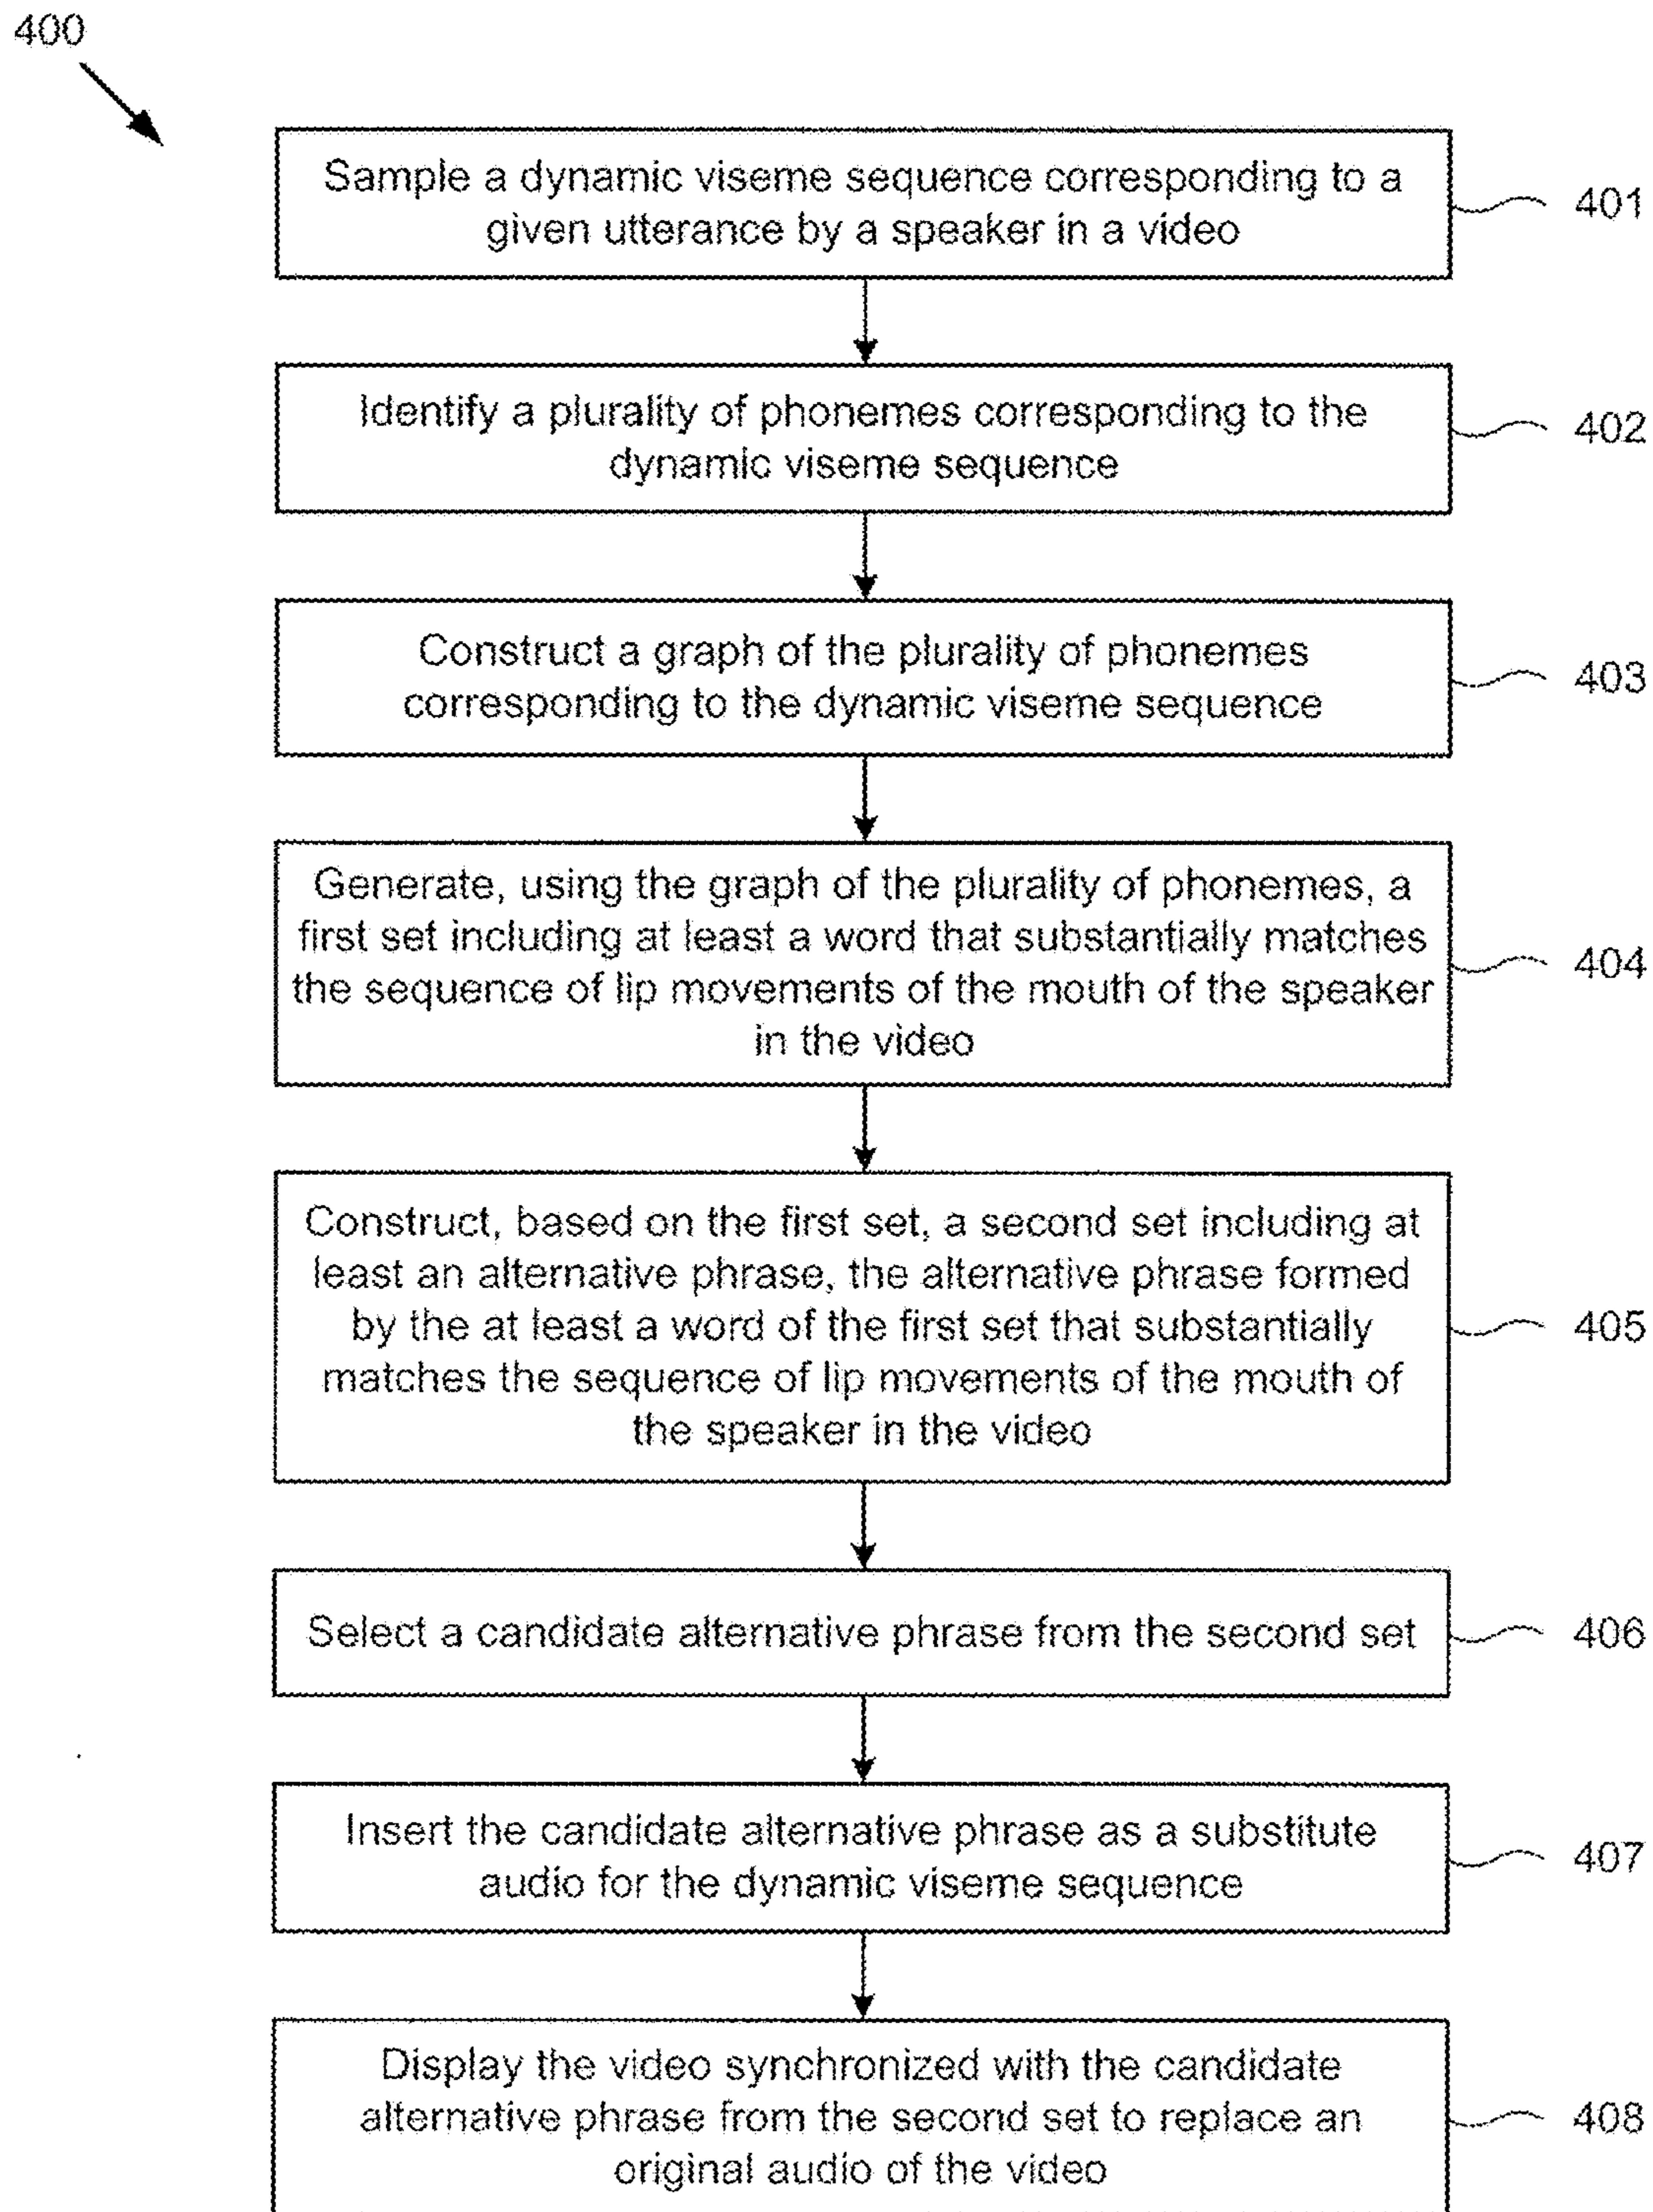 400
Sample a dynamic viseme sequence corresponding to a
given utterance by a speaker in a video
401
Identify a plurality of phonemes corresponding to the
dynamic viseme sequence
402
Construct a graph of the plurality of phonemes
corresponding to the dynamic viseme sequence
403
Generate, using the graph of the plurality of phonemes, a
first set including at least a word that substantially matches
the sequence of lip movements of the mouth of the speaker
in the video
404
Construct, based on the first set, a second set including at
least an alternative phrase, the alternative phrase formed
by the at least a word of the first set that substantially
matches the sequence of lip movements of the mouth of
the speaker in the video
405
Select a candidate alternative phrase from the second set
406
Insert the candidate alternative phrase as a substitute
audio for the dynamic viseme sequence
407
Display the video synchronized with the candidate
alternative phrase from the second set to replace an
original audio of the video
408